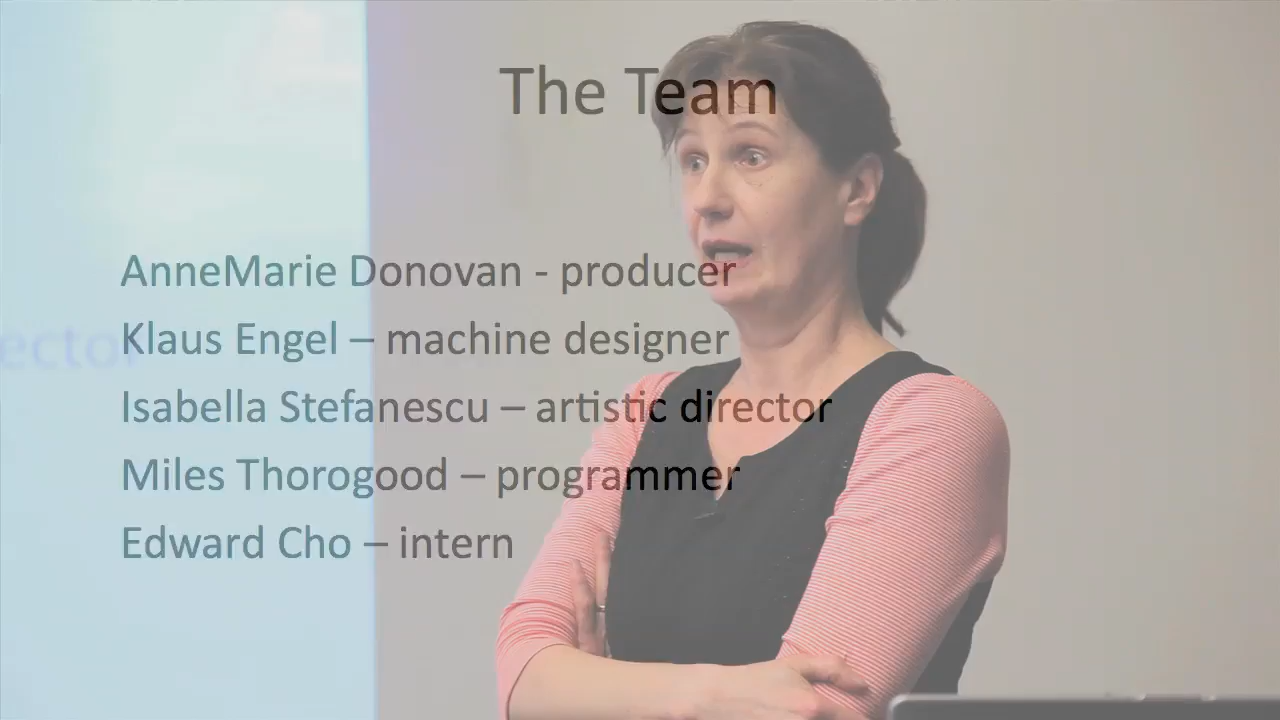 The Team
AnneMarie Donovan - producer
Klaus Engel – machine designer
ector
Isabella Stefanescu – artistic director
Miles Thorogood – programmer
Edward Cho – intern